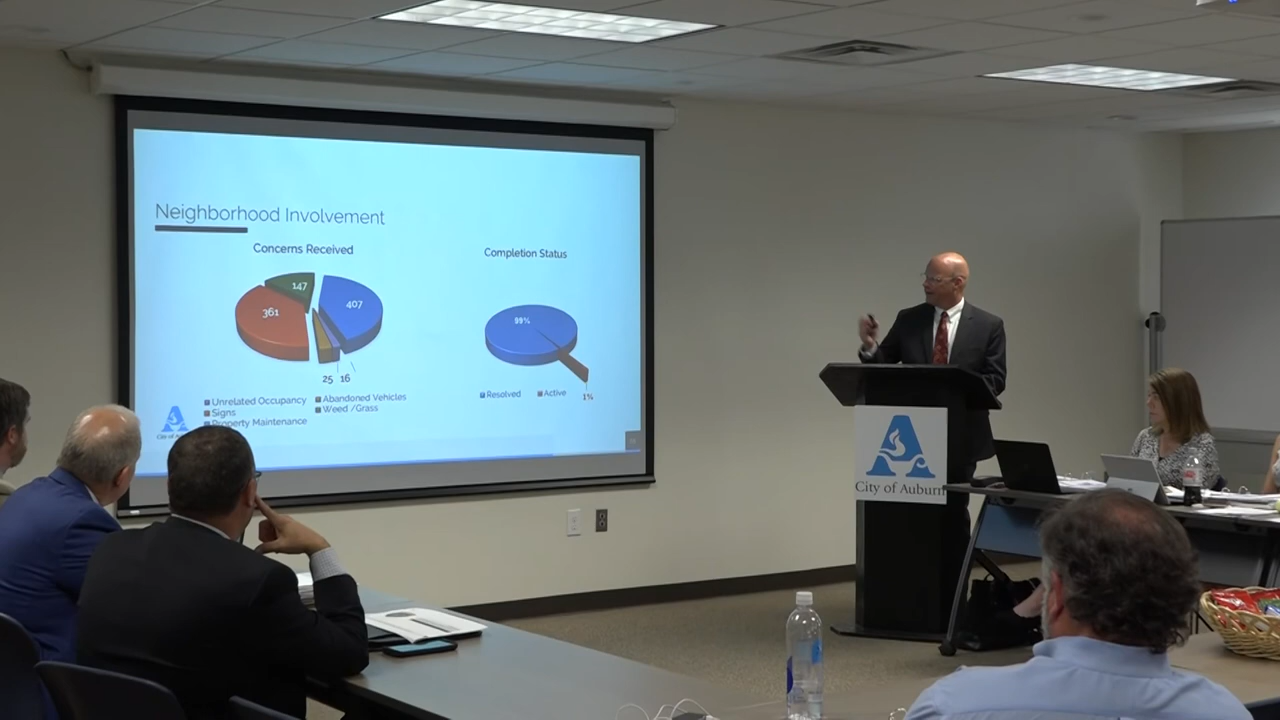 Neighborhood Involvement
Concerns Received
147
407
361
25 16
Unrelated Occupancy
Abandoned Vehicles
Signs
Weed /Grass
Property Maintenance
Completion Status
99%
Resolved
Active
1%
City of Auburn